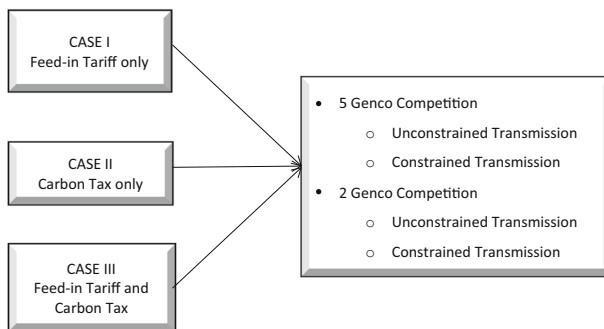 CASE I
Feed-in Tariff only
CASE II
Carbon Tax only
CASE III
Feed-in Tariff and
Carbon Tax
• 5 Genco Competition
o Unconstrained Transmission
o Constrained Transmission
• 2 Genco Competition
o Unconstrained Transmission
o Constrained Transmission